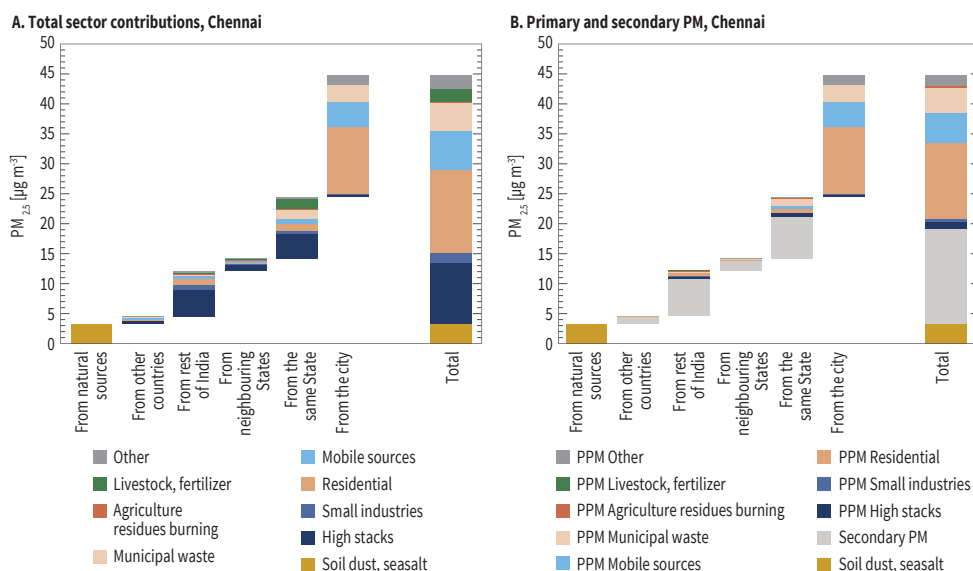 A. Total sector contributions, Chennai
50
45
40
35
30
25
20
15
10
5
0
PM 2.5 [µg m-3]
From natural
sources
From other
countries
From rest
of India
From
neighbouring
States
From the
same State
From the city
Total
Other
Livestock, fertilizer
Agriculture
residues burning
Municipal waste
Mobile sources
Residential
Small industries
High stacks
Soil dust, seasalt
B. Primary and secondary PM, Chennai
50
45
40
35
30
25
20
15
10
5
0
From natural
sources
From other
countries
From rest
of India
From
neighbouring
States
From the
same State
From the city
Total
PPM Other
PPM Livestock, fertilizer
PPM Agriculture residues burning
PPM Municipal waste
PPM Mobile sources
PPM Residential
PPM Small industries
PPM High stacks
Secondary PM
Soil dust, seasalt